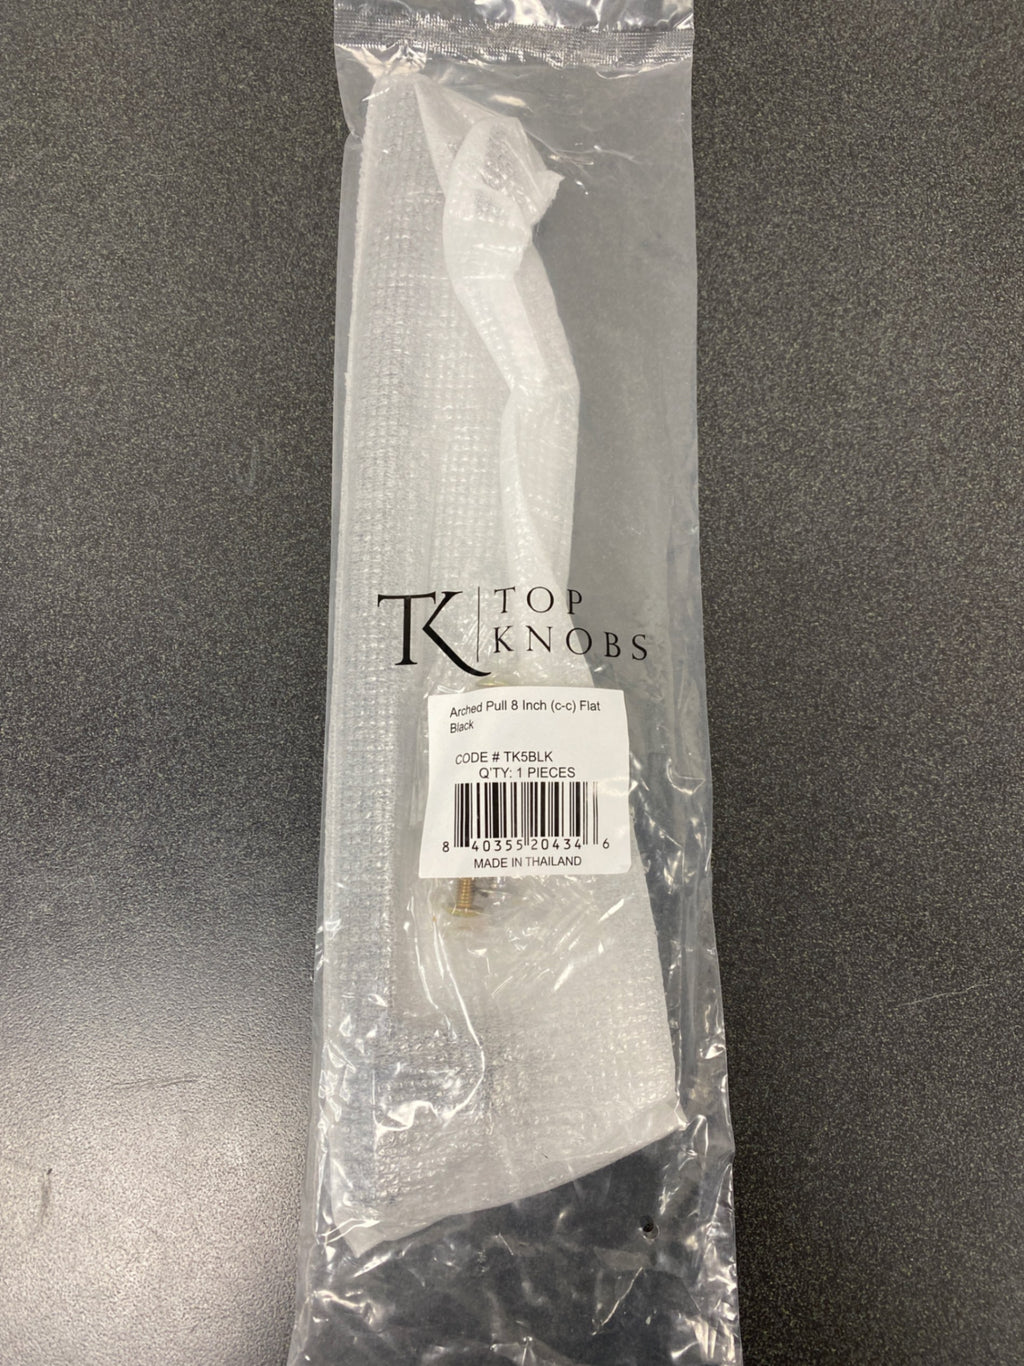 TK TOP
KNOBS
Arched Pull 8 Inch (c-c) Flat
Black
CODE # TK5BLK
Q'TY: 1 PIECES
8 40355 20434 6
MADE IN THAILAND